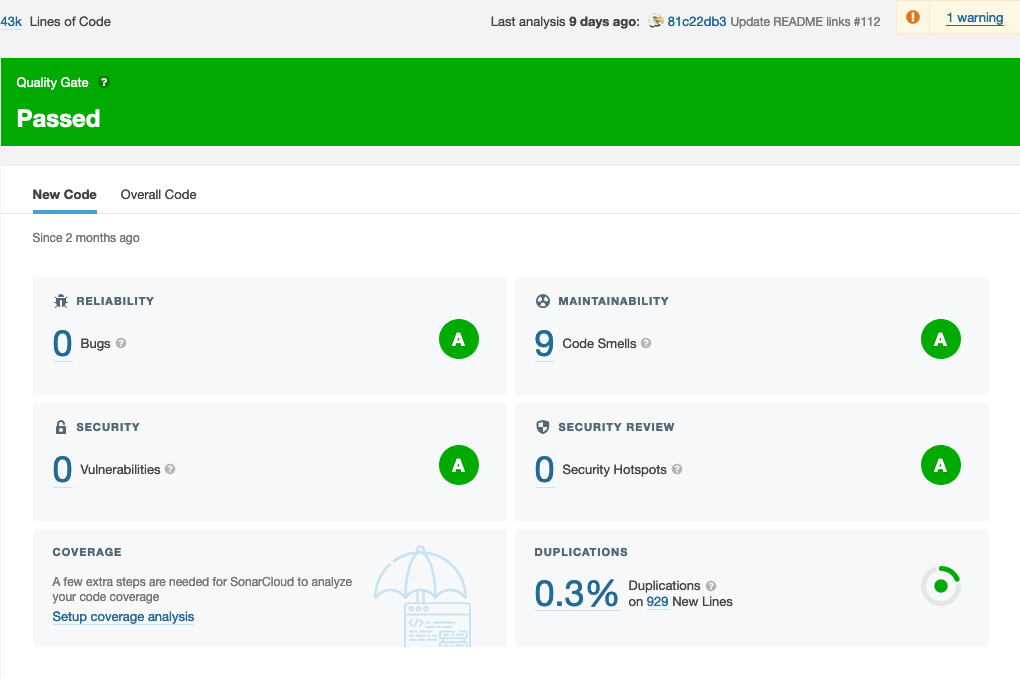 43k Lines of Code
Last analysis 9 days ago: 81c22db3 Update README links #112
1 warning
Quality Gate ?
Passed
New Code Overall Code
Since 2 months ago
RELIABILITY
0 Bugs ?
A
MAINTAINABILITY
9 Code Smells ?
A
SECURITY
0 Vulnerabilities ?
A
SECURITY REVIEW
0 Security Hotspots ?
A
COVERAGE
A few extra steps are needed for SonarCloud to analyze
your code coverage
Setup coverage analysis
DUPLICATIONS
0.3% Duplications ?
on 929 New Lines